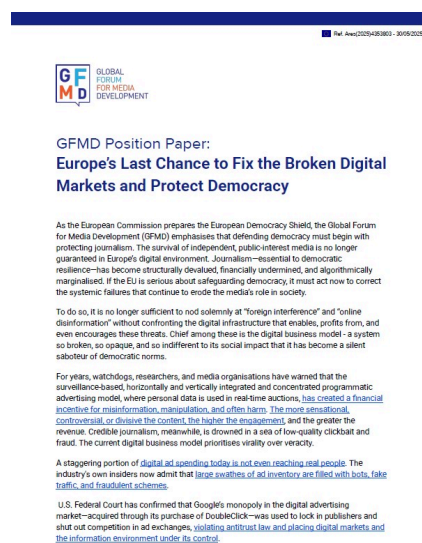 Ref. Ares(2025)4353803 - 30/05/2025
GF
MD
GLOBAL
FORUM
FOR MEDIA
DEVELOPMENT
GFMD Position Paper:
Europe's Last Chance to Fix the Broken Digital
Markets and Protect Democracy
As the European Commission prepares the European Democracy Shield, the Global Forum
for Media Development (GFMD) emphasises that defending democracy must begin with
protecting journalism. The survival of independent, public-interest media is no longer
guaranteed in Europe's digital environment. Journalism—essential to democratic
resilience—has become structurally devalued, financially undermined, and algorithmically
marginalised. If the EU is serious about safeguarding democracy, it must act now to correct
the systemic failures that continue to erode the media's role in society.
To do so, it is no longer sufficient to nod solemnly at "foreign interference" and "online
disinformation" without confronting the digital infrastructure that enables, profits from, and
even encourages these threats. Chief among these is the digital business model - a system
so broken, so opaque, and so indifferent to its social impact that it has become a silent
saboteur of democratic norms.
For years, watchdogs, researchers, and media organisations have warned that the
surveillance-based, horizontally and vertically integrated and concentrated programmatic
advertising model, where personal data is used in real-time auctions, has created a financial
incentive for misinformation, manipulation, and often harm. The more sensational,
controversial, or divisive the content, the higher the engagement, and the greater the
revenue. Credible journalism, meanwhile, is drowned in a sea of low-quality clickbait and
fraud. The current digital business model prioritises virality over veracity.
A staggering portion of digital ad spending today is not even reaching real people. The
industry's own insiders now admit that large swathes of ad inventory are filled with bots, fake
traffic, and fraudulent schemes.
U.S. Federal Court has confirmed that Google's monopoly in the digital advertising
market—acquired through its purchase of DoubleClick—was used to lock in publishers and
shut out competition in ad exchanges, violating antitrust law and placing digital markets and
the information environment under its control.